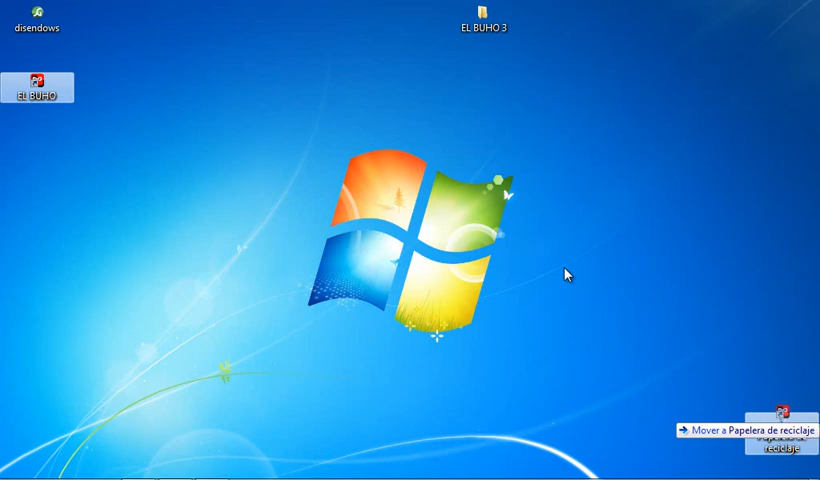 disendows
EL BUHO 3
EL BUHO
Mover a Papelera de reciclaje
Papelera de
reciclaje